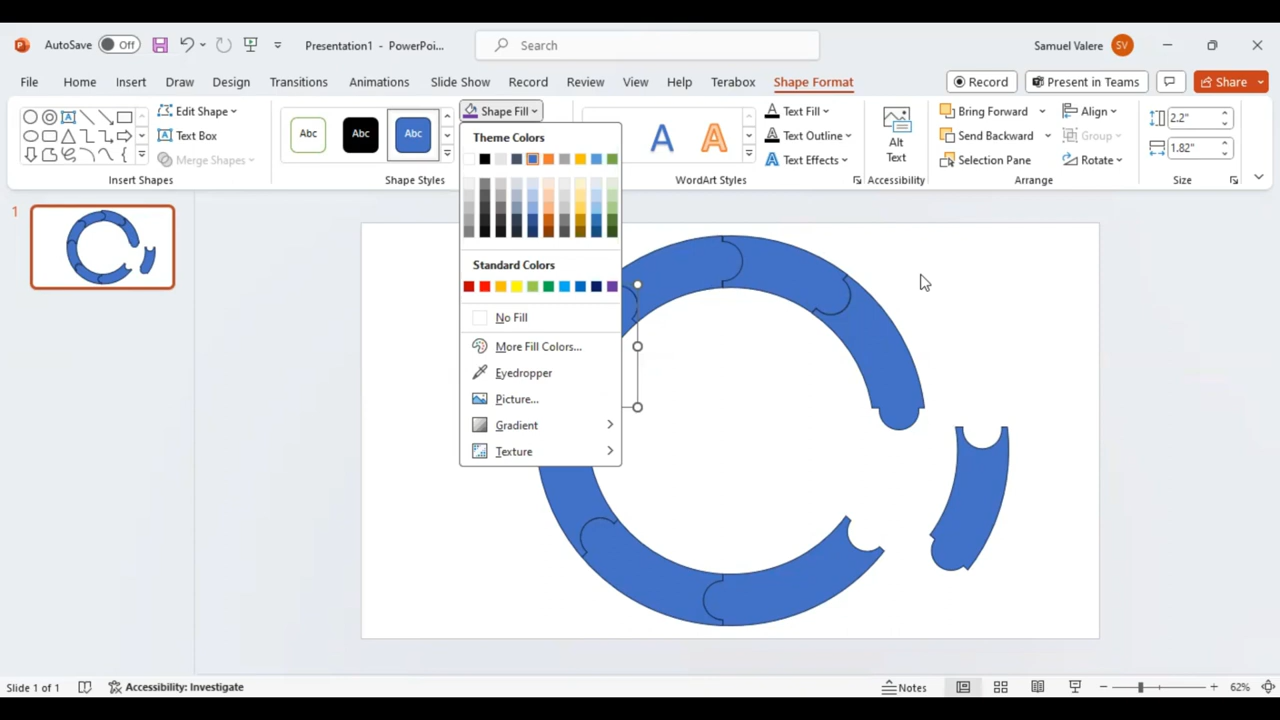 AutoSave Off Presentation1 - PowerPoi... Search Samuel Valere SV
File Home Insert Draw Design Transitions Animations Slide Show Record Review View Help Terabox Shape Format Record Present in Teams Share
Edit Shape
Text Box
Merge Shapes
Insert Shapes
Abc Abc Abc
Shape Styles
Shape Fill
Theme Colors
Standard Colors
No Fill
More Fill Colors...
Eyedropper
Picture...
Gradient
Texture
A A
Text Fill
Text Outline
Text Effects
WordArt Styles
Alt
Text
Accessibility
Bring Forward
Send Backward
Selection Pane
Align
Group
Rotate
Arrange
2.2"
1.82"
Size
1
Slide 1 of 1 Accessibility: Investigate Notes 62%